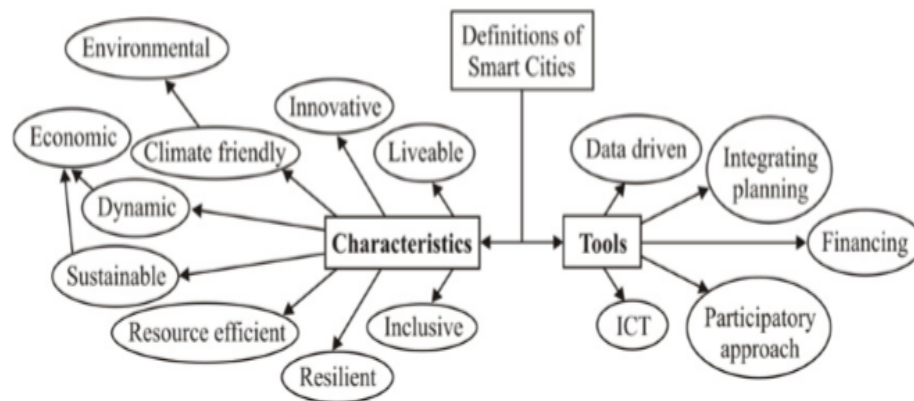 Definitions of
Smart Cities
Environmental
Innovative
Economic
Climate friendly
Liveable
Data driven
Integrating
planning
Dynamic
Characteristics
Tools
Financing
Sustainable
Resource efficient
Inclusive
ICT
Participatory
approach
Resilient